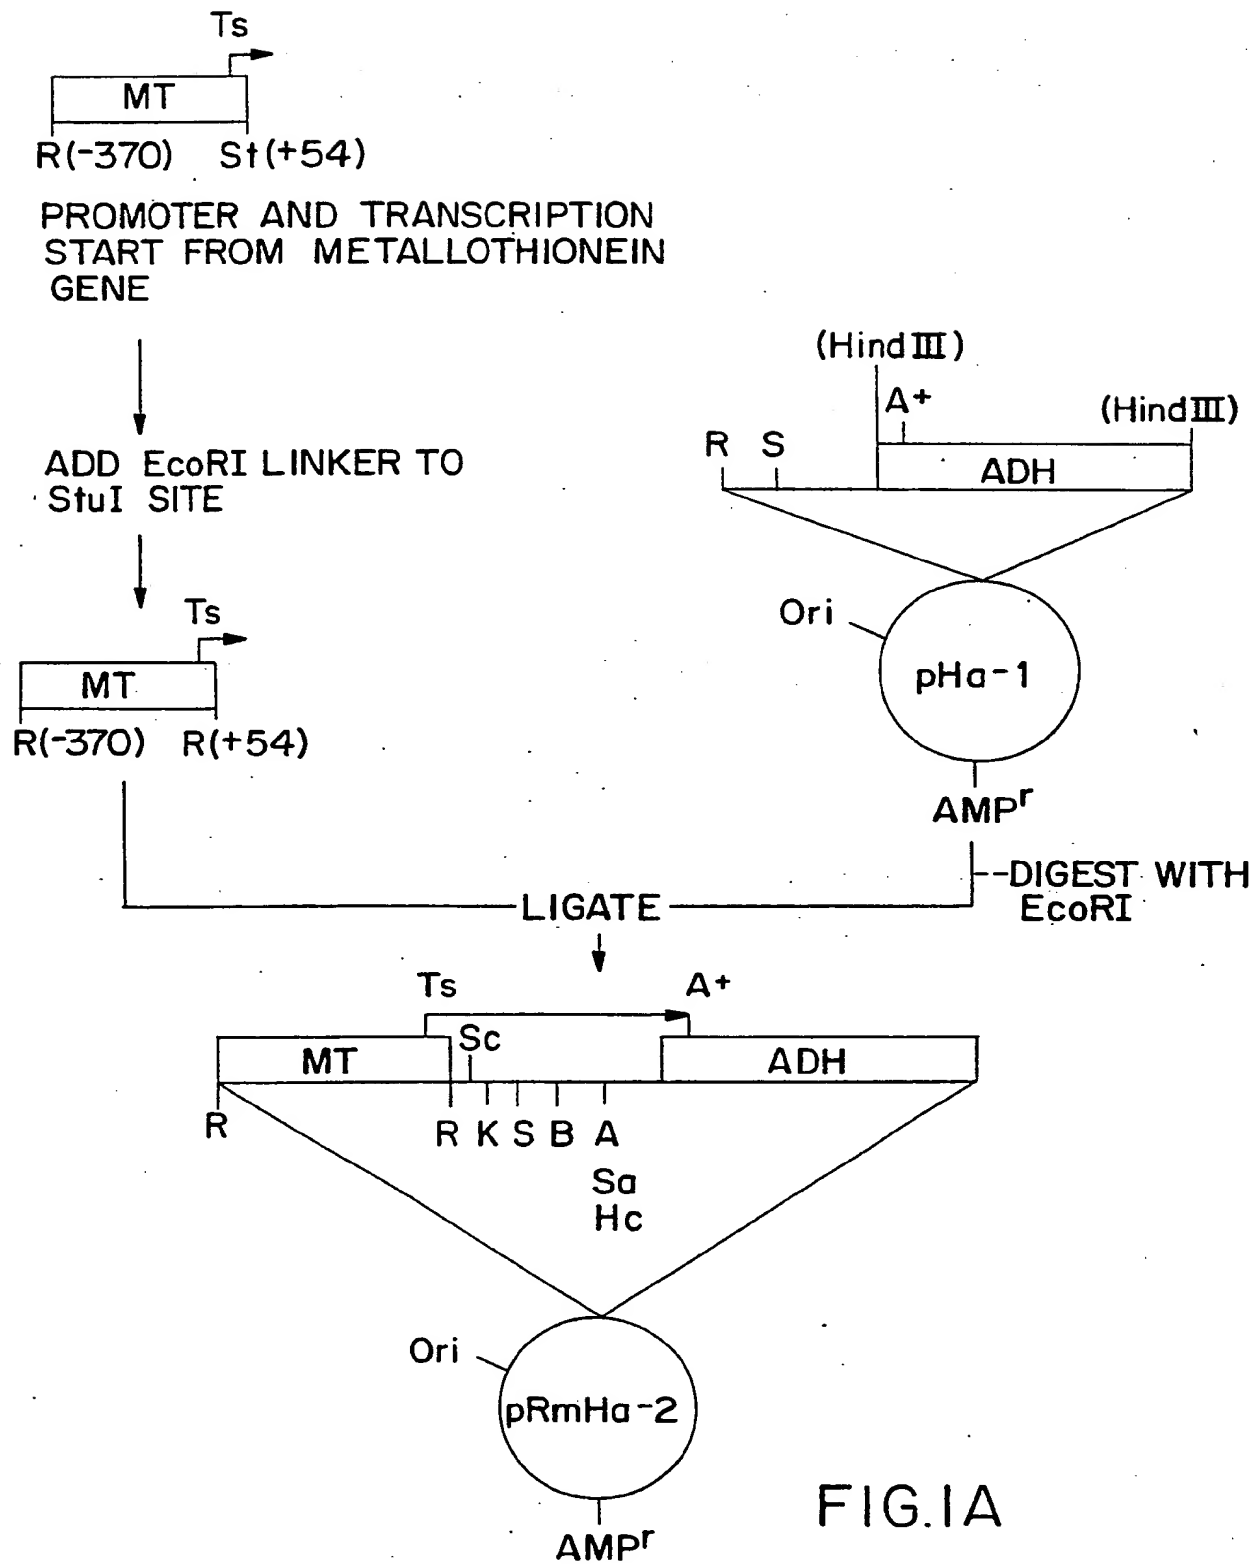 Ts
MT
R(-370) St(+54)
PROMOTER AND TRANSCRIPTION
START FROM METALLOTHIONEIN
GENE
ADD EcoRI LINKER TO
StuI SITE
Ts
MT
R(-370) R(+54)
(HindIII)
A+
(HindIII)
R S
ADH
Ori
pHa-1
AMPr
DIGEST WITH
EcoRI
LIGATE
Ts A+
Sc
MT ADH
R
R K S B A
Sa
Hc
Ori
pRmHa-2
AMPr
FIG.1A